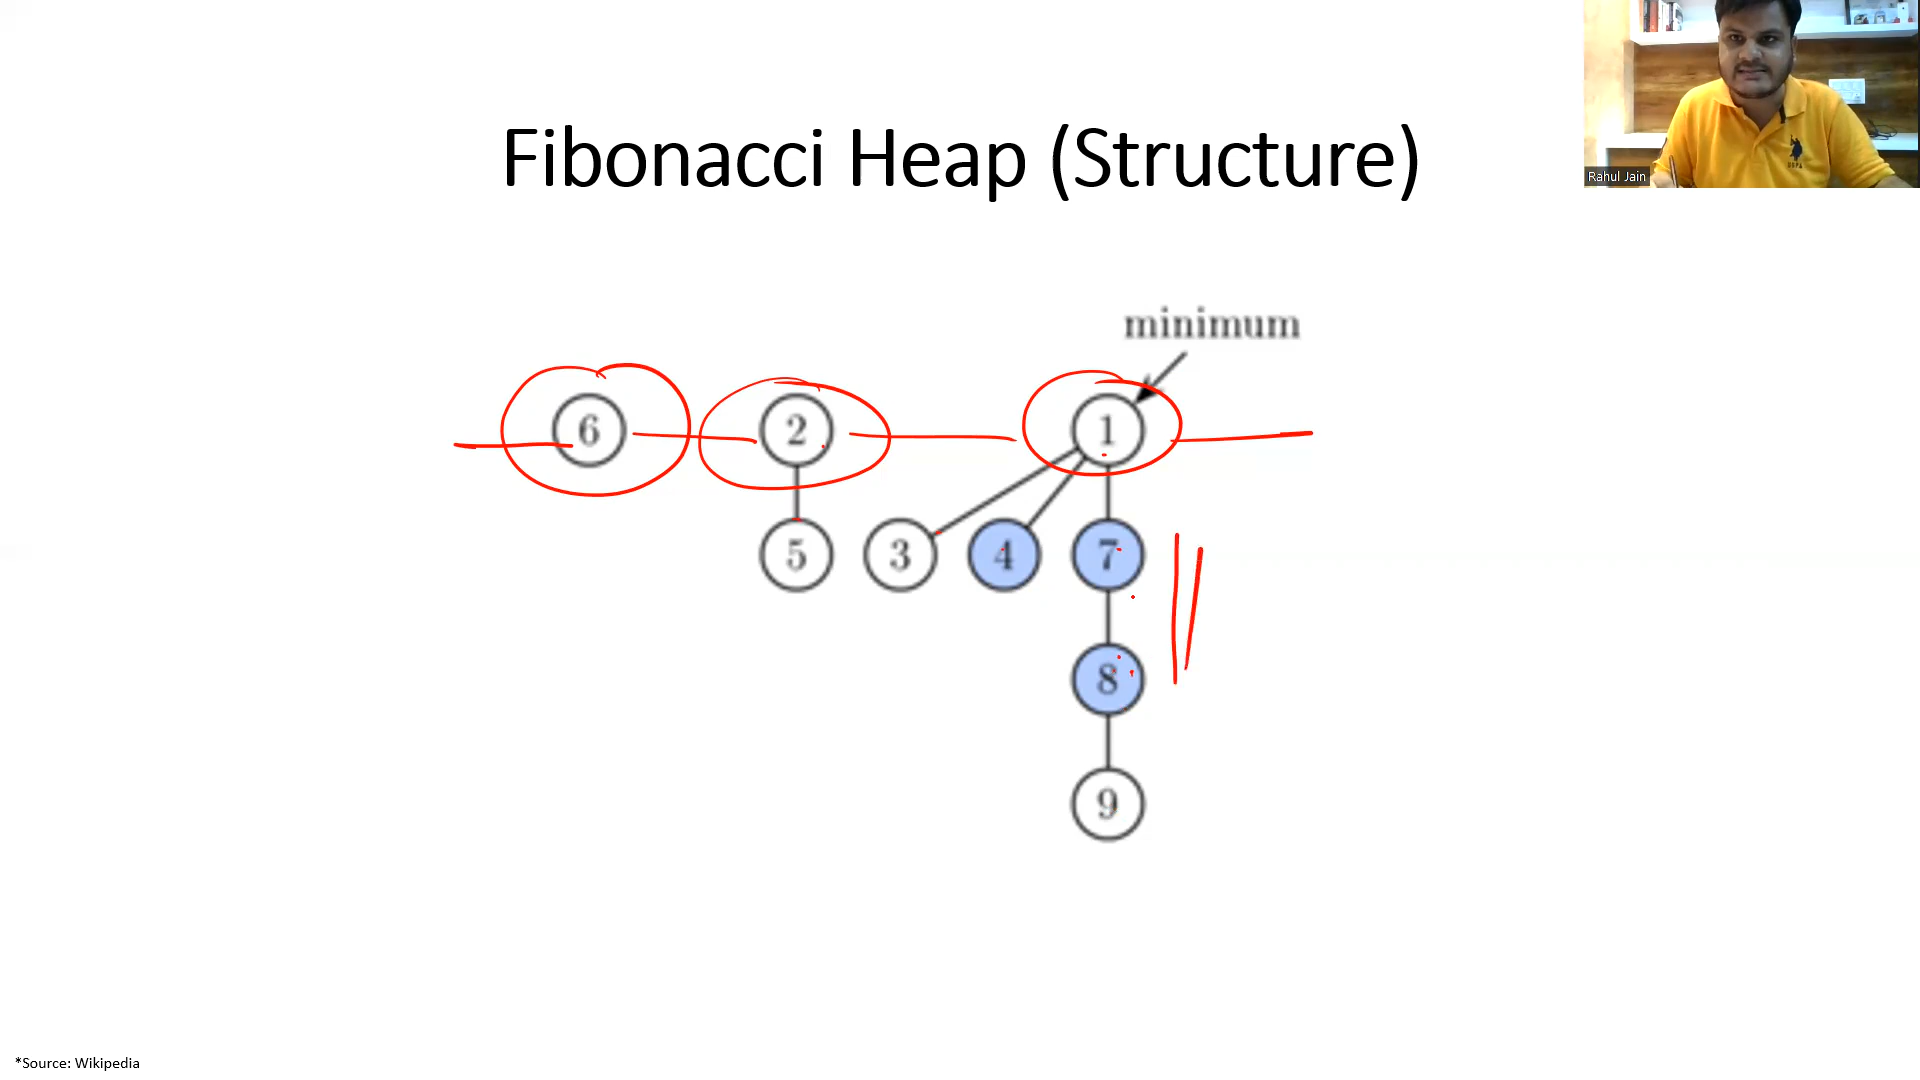 Rahul Jain
Fibonacci Heap (Structure)
minimum
6 2 1
5 3 4 7
8
9
*Source: Wikipedia